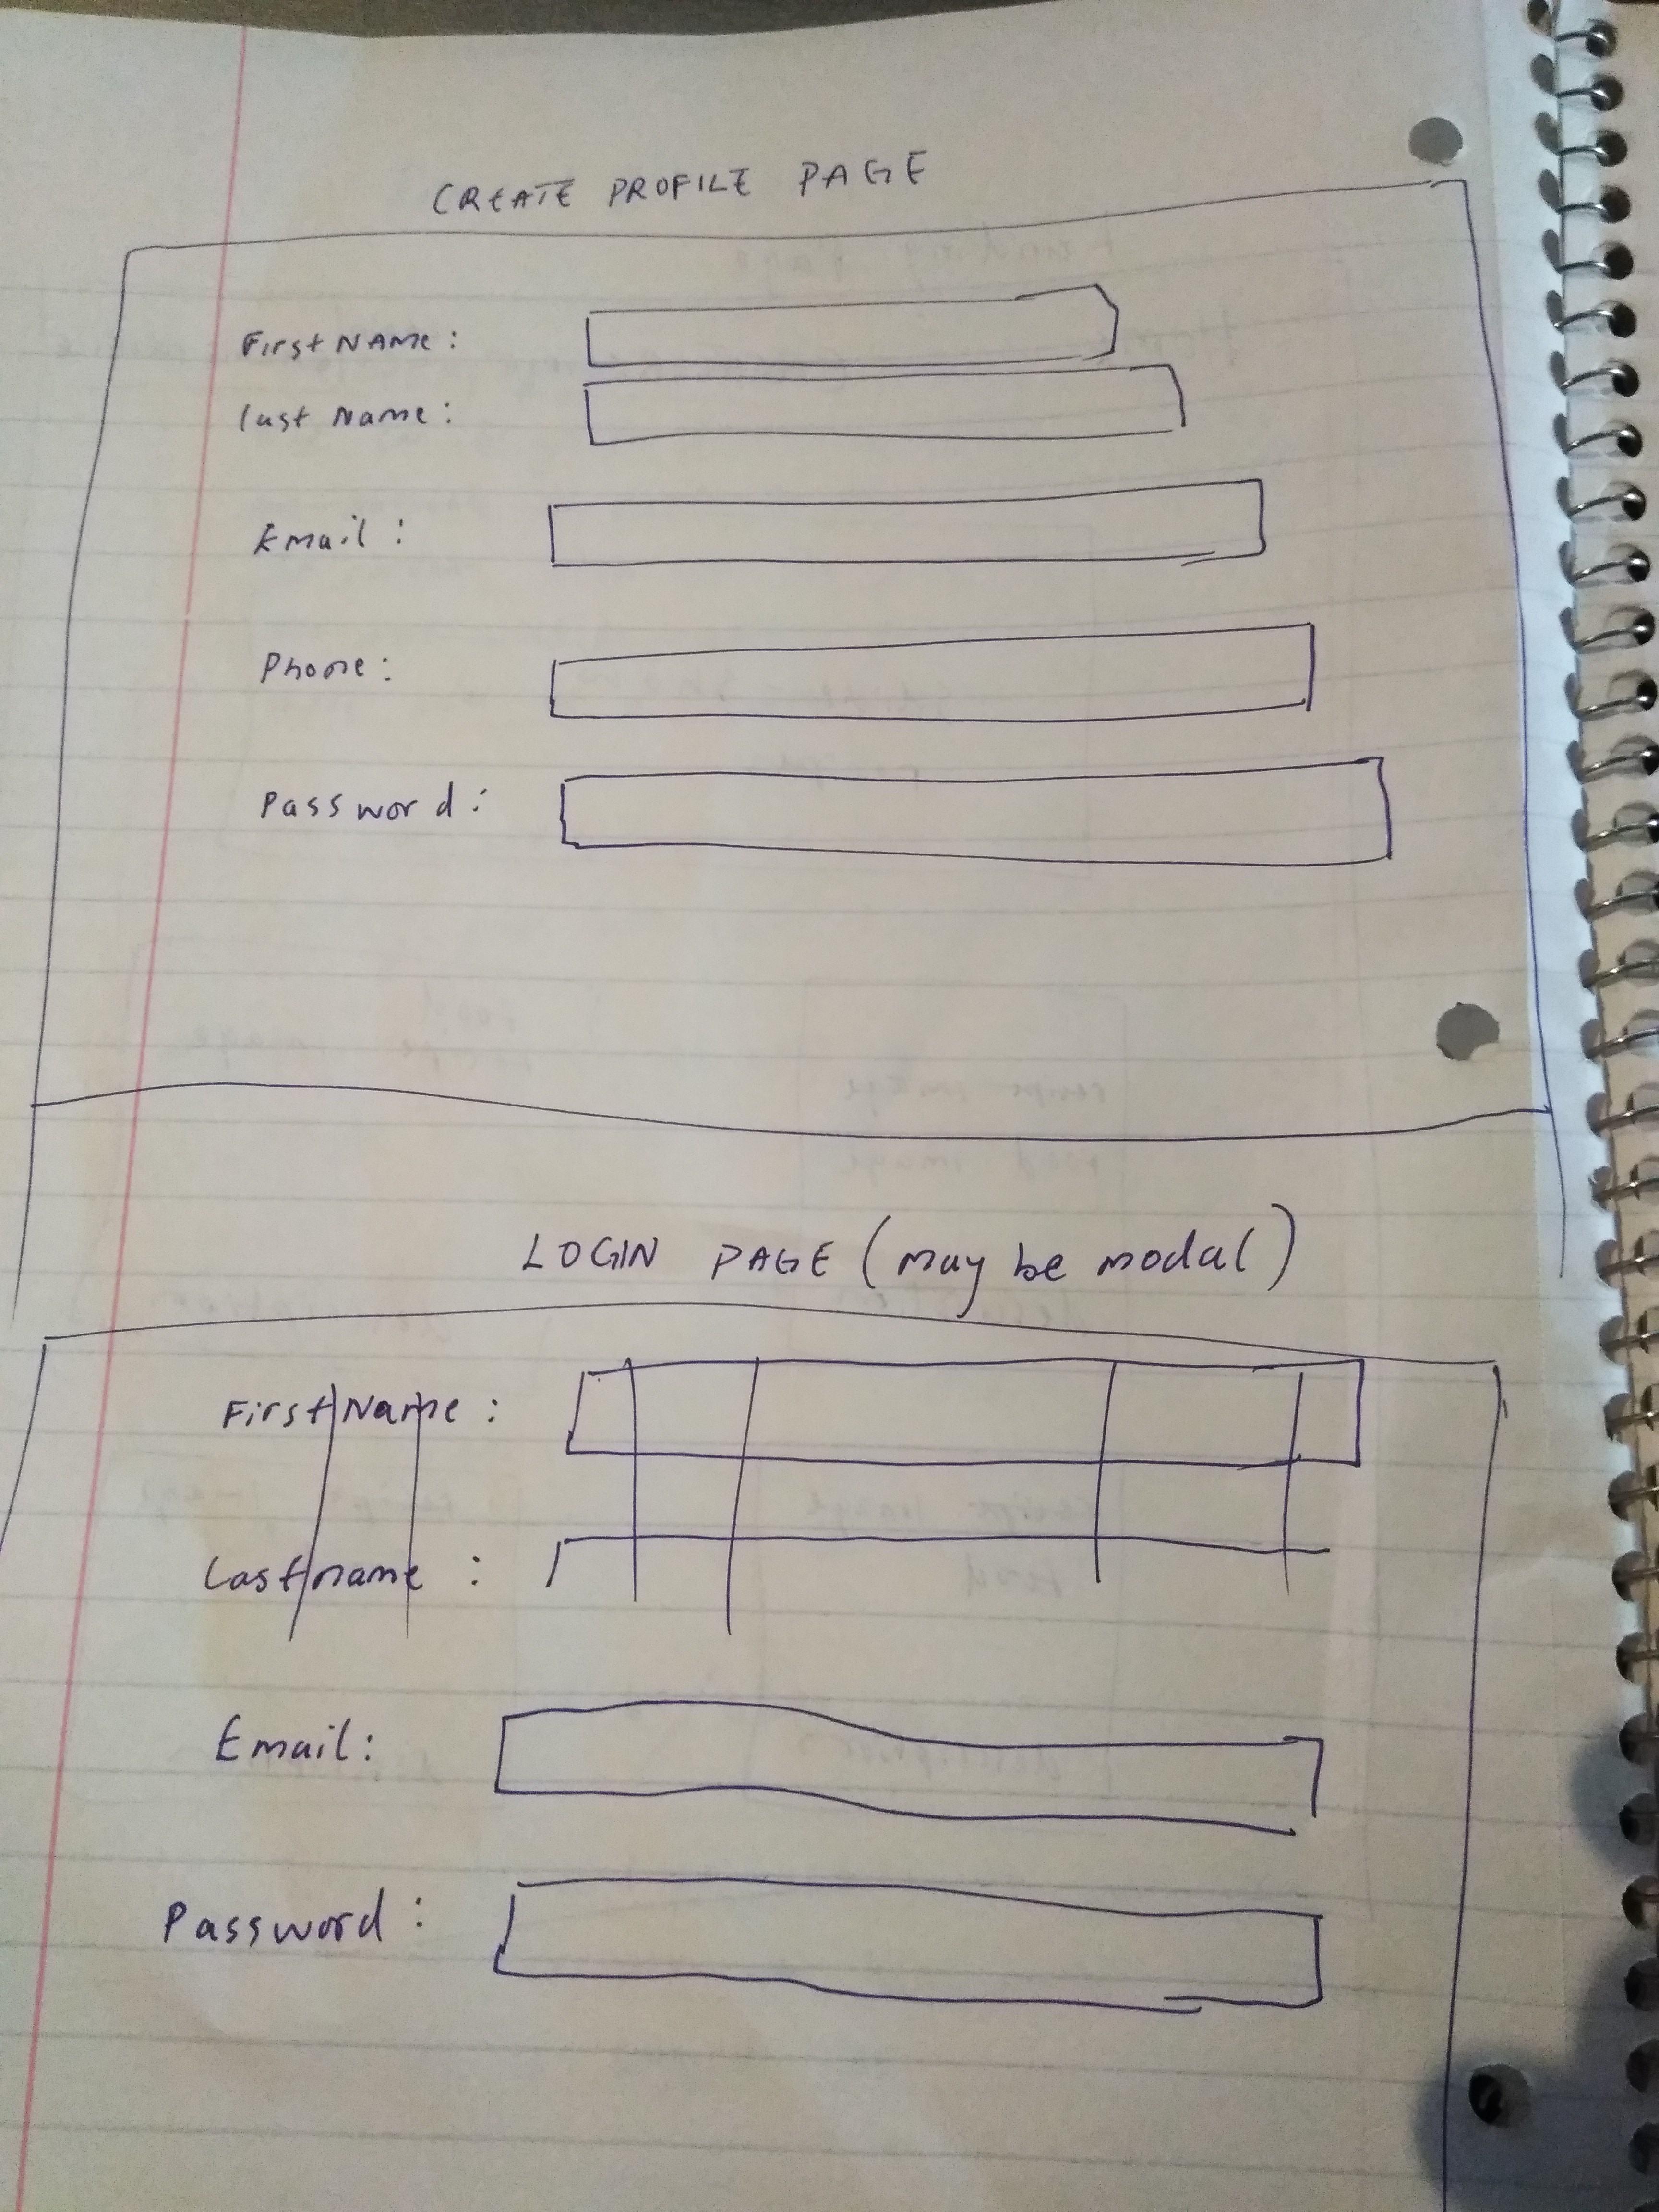 CREATE PROFILE PAGE
First NAME:
last Name:
Email:
Phone:
Password:
LOGIN PAGE (may be modal)
First Name:
Last name:
Email:
Password: